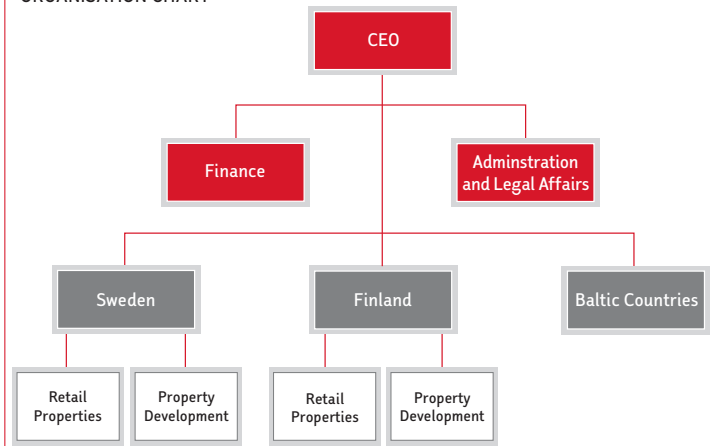 ORGANISATION CHART
CEO
Finance
Adminstration
and Legal Affairs
Sweden
Finland
Baltic Countries
Retail
Properties
Property
Development
Retail
Properties
Property
Development